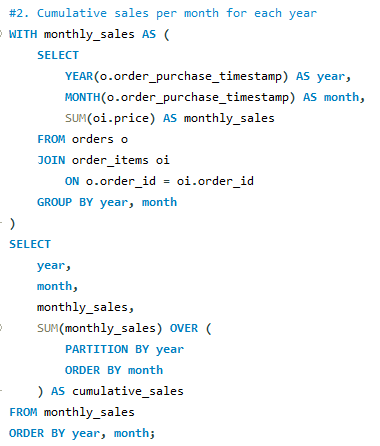 #2. Cumulative sales per month for each year
WITH monthly_sales AS (
    SELECT
        YEAR(o.order_purchase_timestamp) AS year,
        MONTH(o.order_purchase_timestamp) AS month,
        SUM(oi.price) AS monthly_sales
    FROM orders o
    JOIN order_items oi
        ON o.order_id = oi.order_id
    GROUP BY year, month
)
SELECT
    year,
    month,
    monthly_sales,
    SUM(monthly_sales) OVER (
        PARTITION BY year
        ORDER BY month
    ) AS cumulative_sales
FROM monthly_sales
ORDER BY year, month;